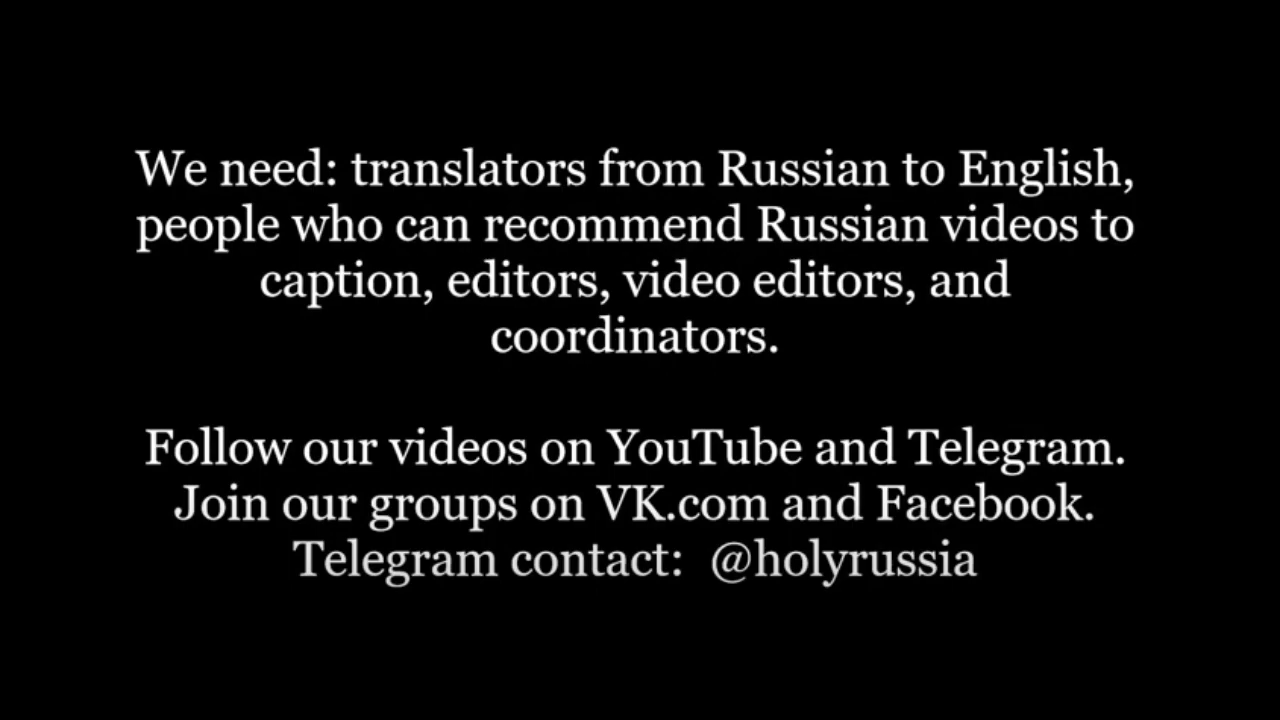 We need: translators from Russian to English,
people who can recommend Russian videos to
caption, editors, video editors, and
coordinators.
Follow our videos on YouTube and Telegram.
Join our groups on VK.com and Facebook.
Telegram contact:  @holyrussia